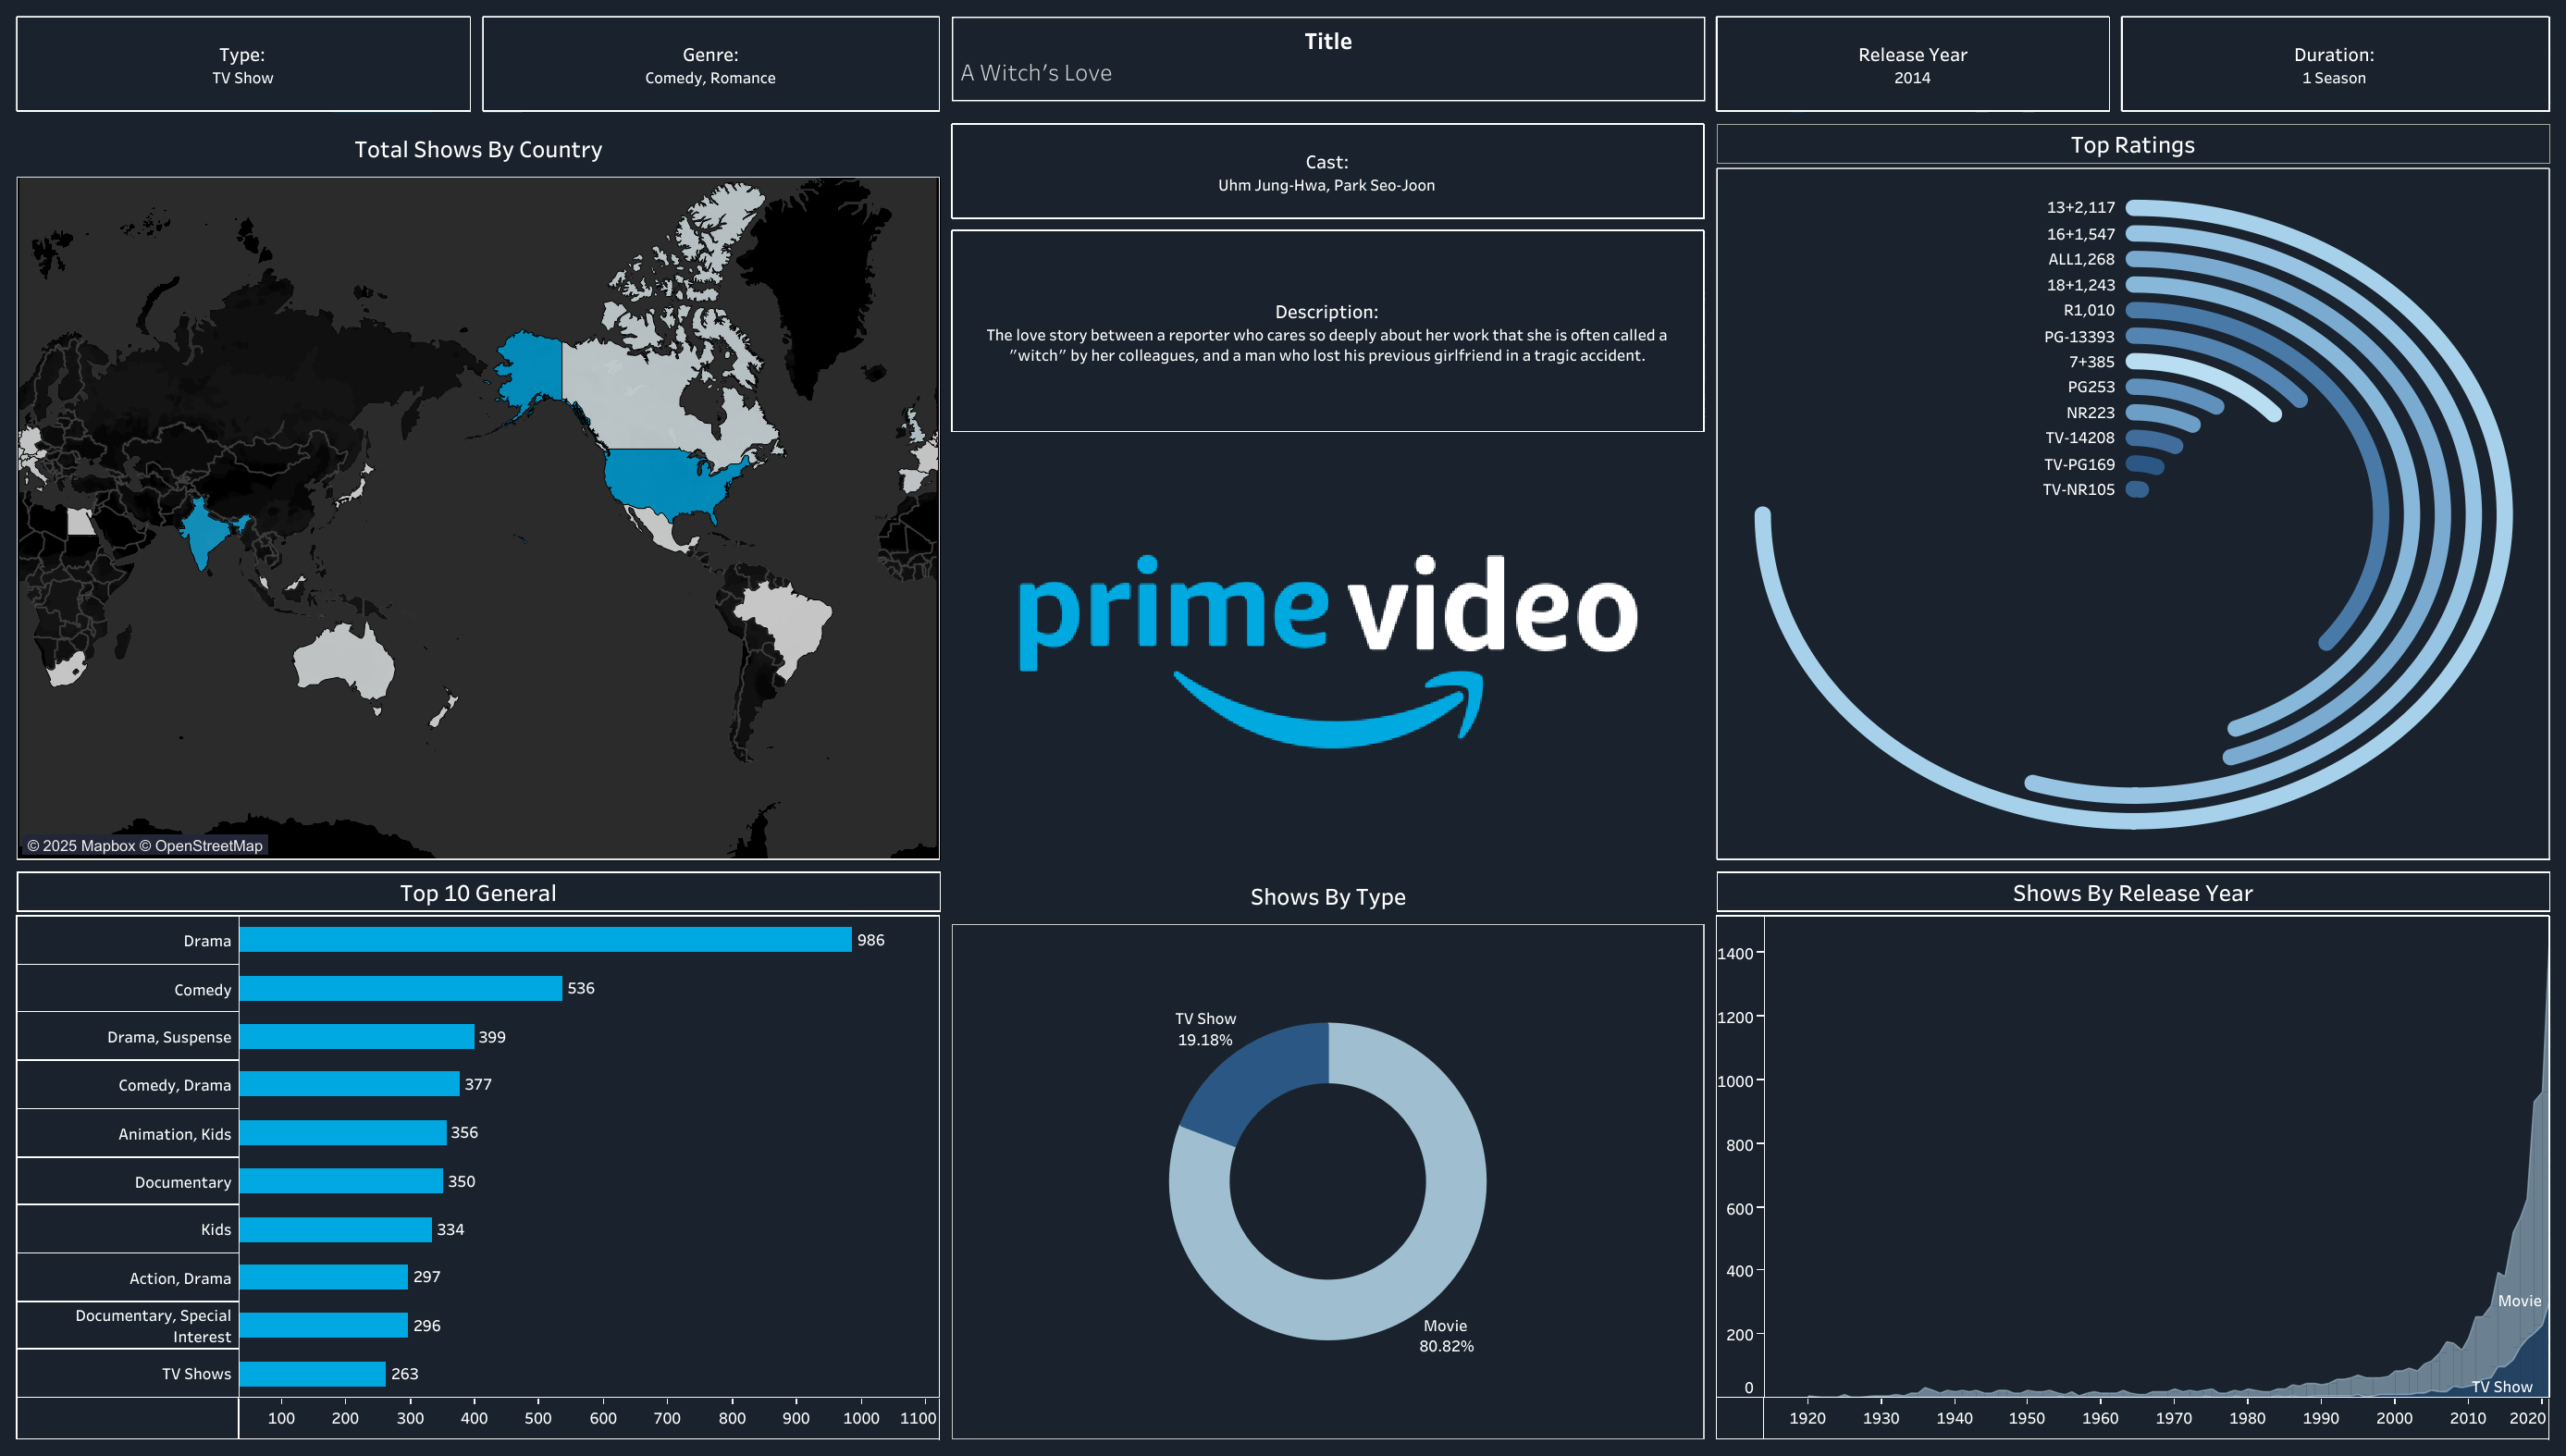 Type:
TV Show
Genre:
Comedy, Romance
Title
A Witch's Love
Release Year
2014
Duration:
1 Season
Total Shows By Country
© 2025 Mapbox © OpenStreetMap
Cast:
Uhm Jung-Hwa, Park Seo-Joon
Description:
The love story between a reporter who cares so deeply about her work that she is often called a
"witch" by her colleagues, and a man who lost his previous girlfriend in a tragic accident.
prime video
Top Ratings
13+2,117
16+1,547
ALL1,268
18+1,243
R1,010
PG-13393
7+385
PG253
NR223
TV-14208
TV-PG169
TV-NR105
Top 10 General
Drama 986
Comedy 536
Drama, Suspense 399
Comedy, Drama 377
Animation, Kids 356
Documentary 350
Kids 334
Action, Drama 297
Documentary, Special
Interest 296
TV Shows 263
100 200 300 400 500 600 700 800 900 1000 1100
Shows By Type
TV Show
19.18%
Movie
80.82%
Shows By Release Year
1400
1200
1000
800
600
400
200
0
Movie
TV Show
1920 1930 1940 1950 1960 1970 1980 1990 2000 2010 2020